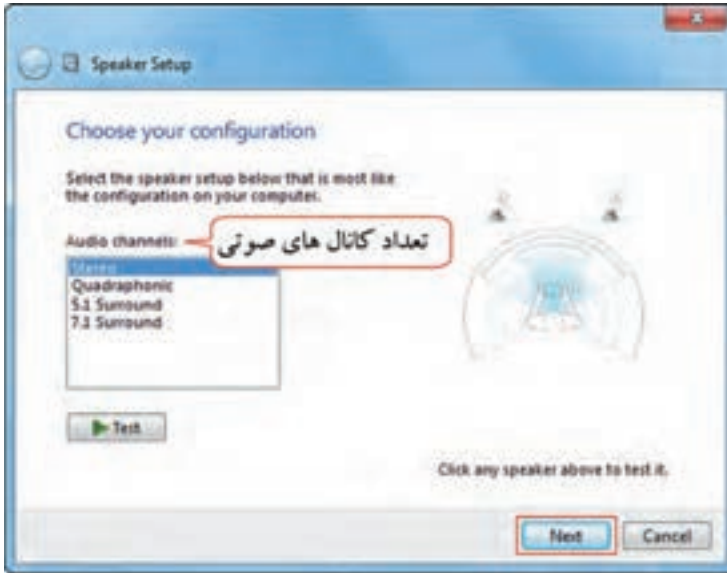 Speaker Setup
Choose your configuration
Select the speaker setup below that is most like
the configuration on your computer.
Audio channels:
تعداد کانال های صوتی
Stereo
Quadraphonic
5.1 Surround
7.1 Surround
Test
Click any speaker above to test it.
Next
Cancel